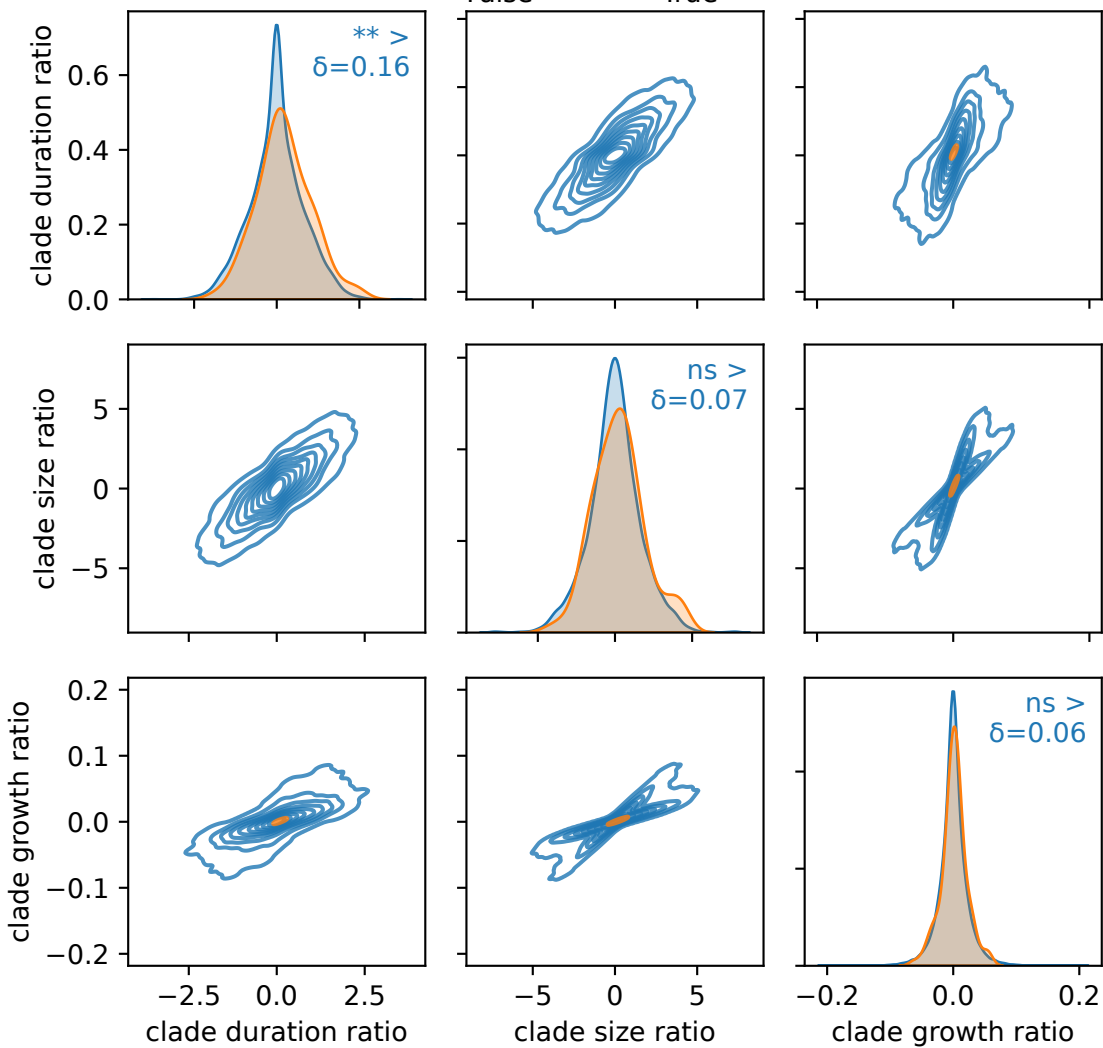 False True
clade duration ratio
0.6
0.4
0.2
0.0
** >
δ=0.16
clade size ratio
5
0
−5
ns >
δ=0.07
clade growth ratio
0.2
0.1
0.0
−0.1
−0.2
ns >
δ=0.06
−2.5 0.0 2.5
−5 0 5
−0.2 0.0 0.2
clade duration ratio
clade size ratio
clade growth ratio